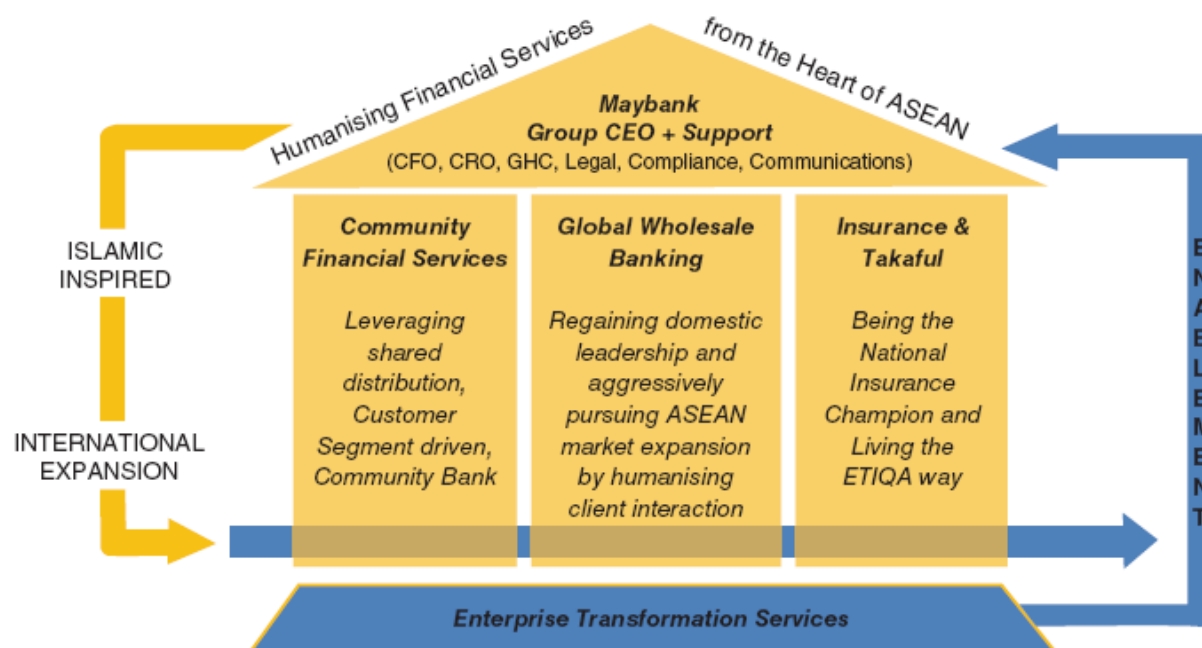 Humanising Financial Services
from the Heart of ASEAN
Maybank
Group CEO + Support
(CFO, CRO, GHC, Legal, Compliance, Communications)
ISLAMIC
INSPIRED
INTERNATIONAL
EXPANSION
Community
Financial Services
Leveraging
shared
distribution,
Customer
Segment driven,
Community Bank
Global Wholesale
Banking
Regaining domestic
leadership and
aggressively
pursuing ASEAN
market expansion
by humanising
client interaction
Insurance &
Takaful
Being the
National
Insurance
Champion and
Living the
ETIQA way
E
N
A
B
L
E
M
E
N
T
Enterprise Transformation Services